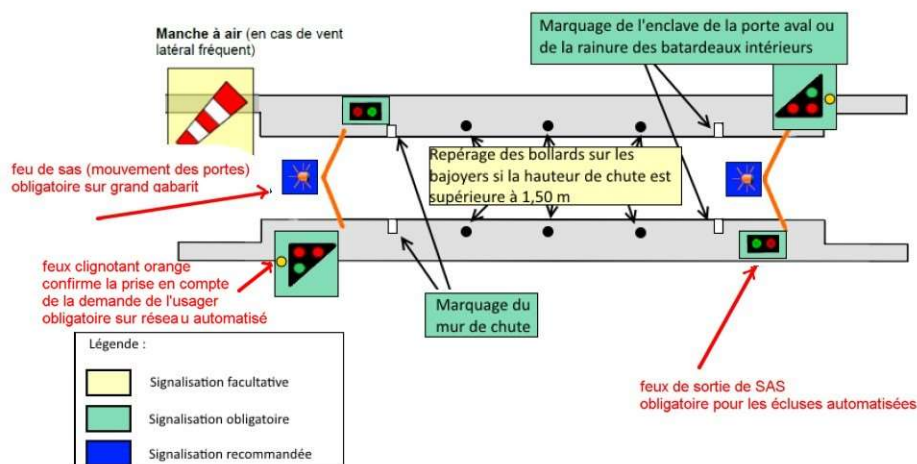 Manche à air (en cas de vent
latéral fréquent)
Marquage de l'enclave de la porte aval ou
de la rainure des batardeaux intérieurs
feu de sas (mouvement des portes)
obligatoire sur grand gabarit
Repérage des bollards sur les
bajoyers si la hauteur de chute est
supérieure à 1,50 m
feux clignotant orange
confirme la prise en compte
de la demande de l'usager
obligatoire sur réseau automatisé
Marquage du
mur de chute
feux de sortie de SAS
obligatoire pour les écluses automatisées
Légende :
Signalisation facultative
Signalisation obligatoire
Signalisation recommandée